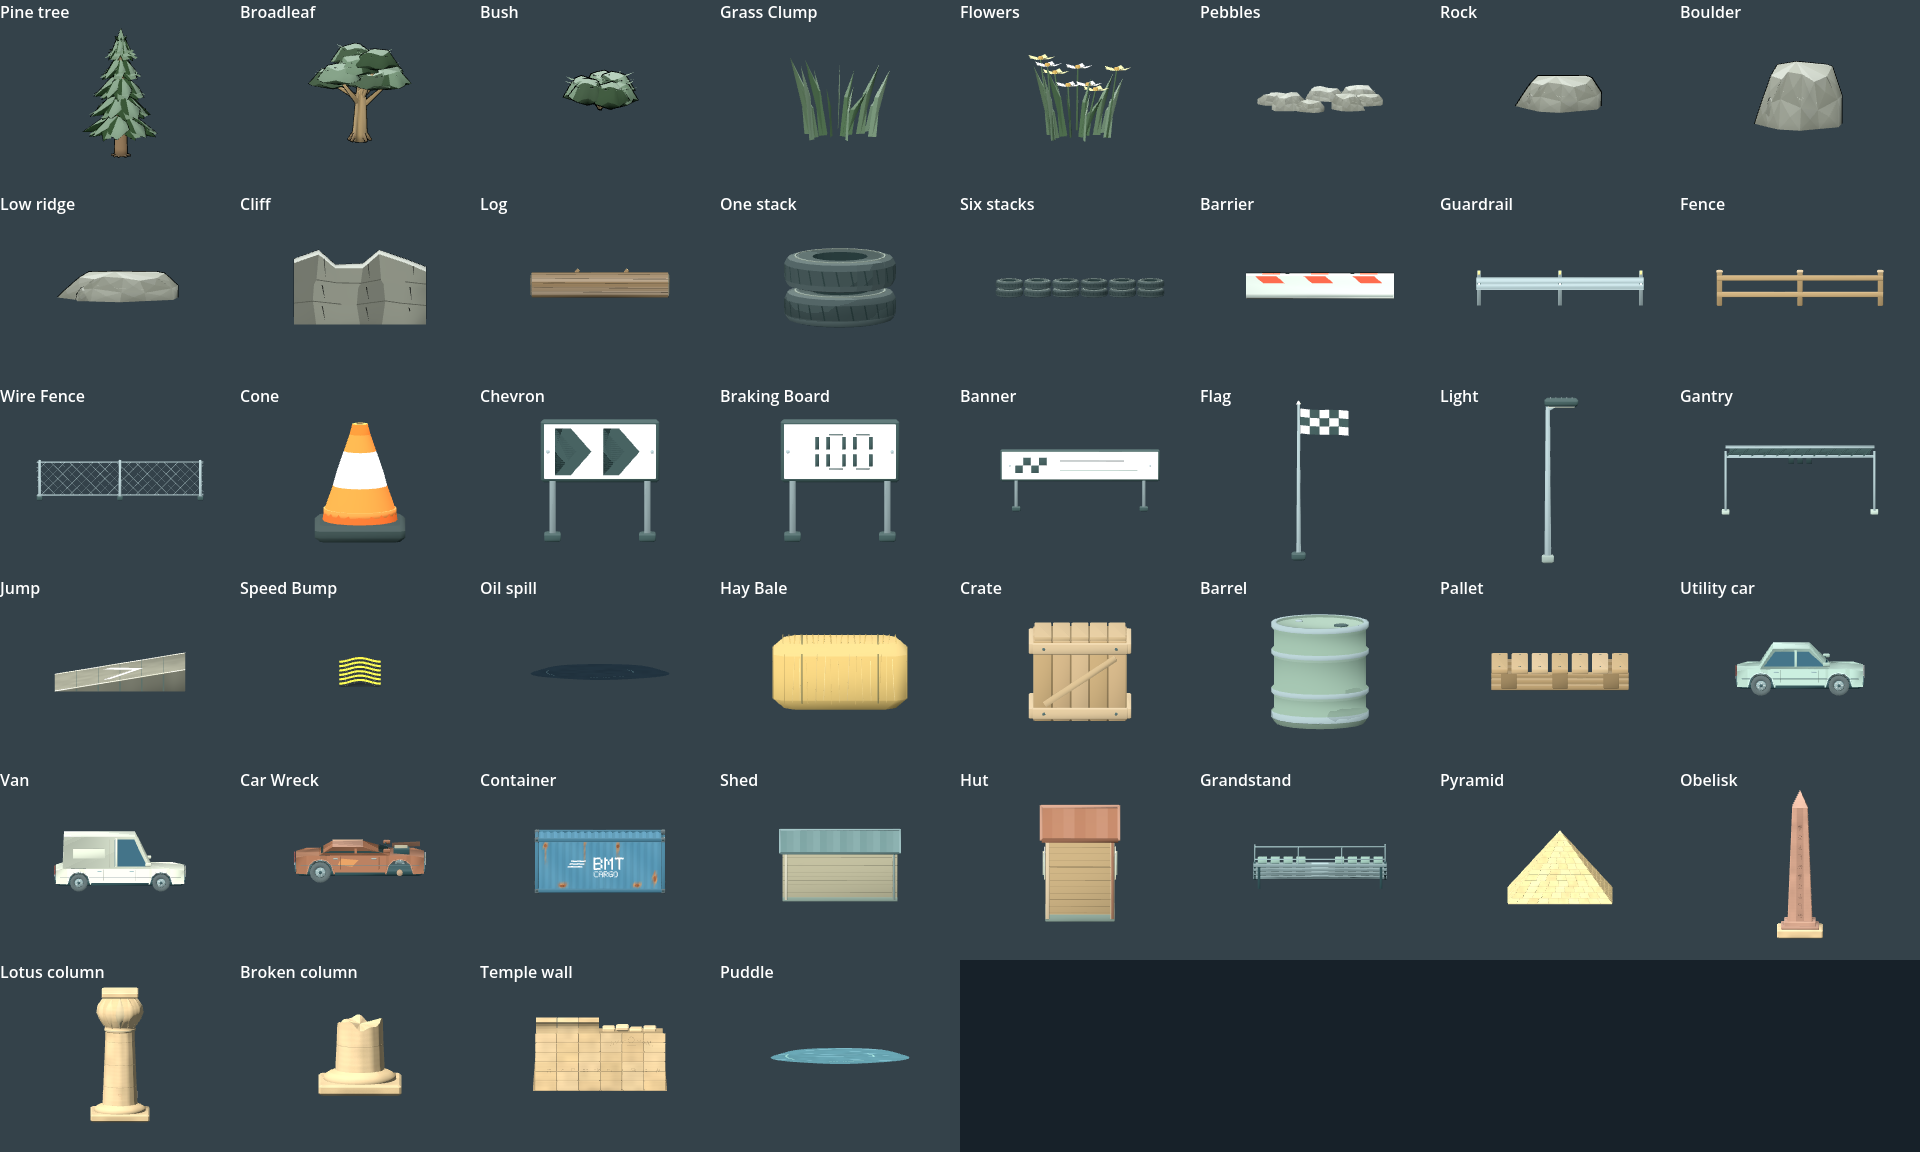 Pine tree
Broadleaf
Bush
Grass Clump
Flowers
Pebbles
Rock
Boulder
Low ridge
Cliff
Log
One stack
Six stacks
Barrier
Guardrail
Fence
Wire Fence
Cone
Chevron
Braking Board
Banner
Flag
Light
Gantry
100
Jump
Speed Bump
Oil spill
Hay Bale
Crate
Barrel
Pallet
Utility car
Van
Car Wreck
Container
Shed
Hut
Grandstand
Pyramid
Obelisk
BMT
CARGO
Lotus column
Broken column
Temple wall
Puddle